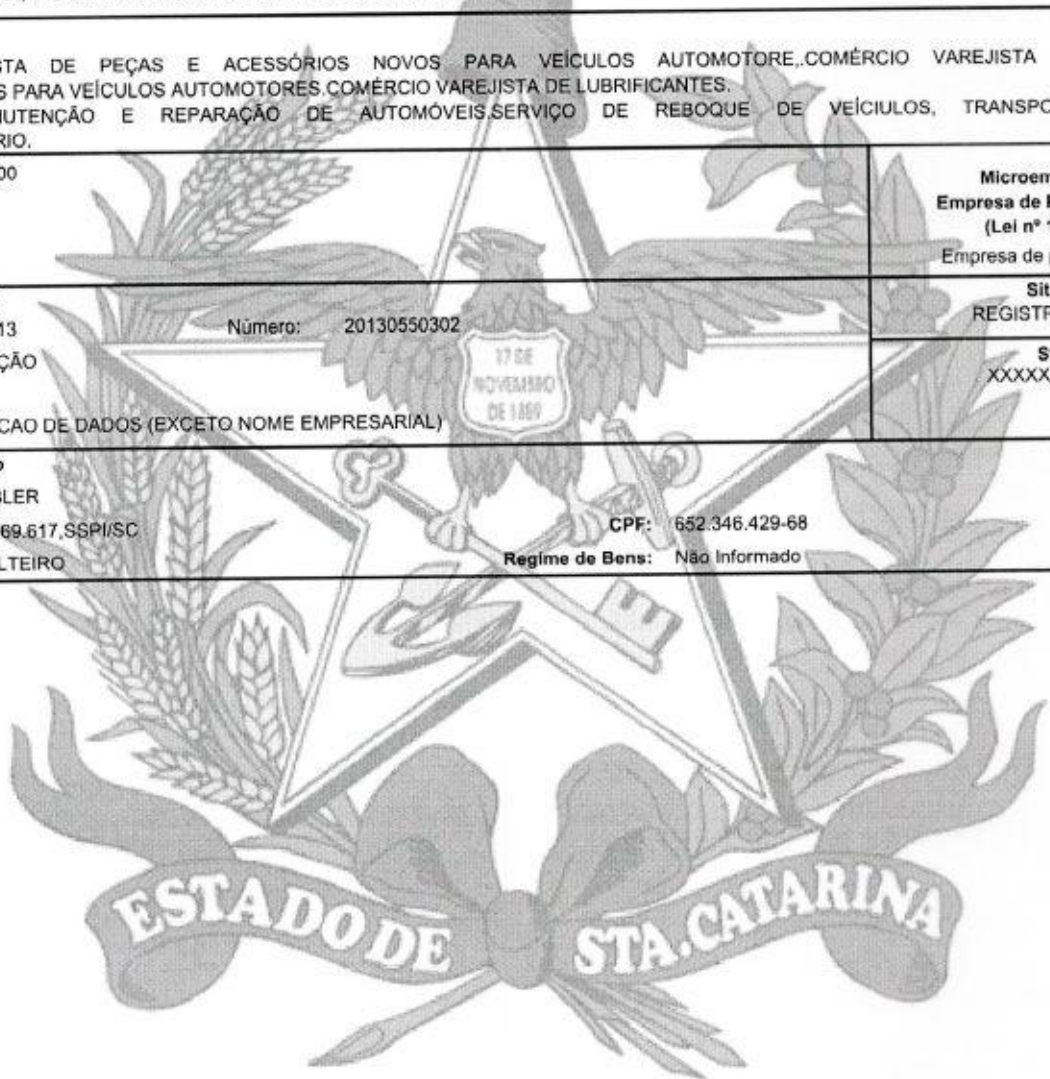 STA DE PEÇAS E ACESSÓRIOS NOVOS PARA VEÍCULOS AUTOMOTORE,.COMÉRCIO VAREJISTA
S PARA VEÍCULOS AUTOMOTORES.COMÉRCIO VAREJISTA DE LUBRIFICANTES.
NUTENÇÃO E REPARAÇÃO DE AUTOMÓVEIS.SERVIÇO DE REBOQUE DE VEÍCIULOS, TRANSPO
RIO.
00
Microem
Empresa de
(Lei nº
Empresa de
13 Número: 20130550302
ÇÃO
CAO DE DADOS (EXCETO NOME EMPRESARIAL)
Sit
REGISTR
S
XXXXX
BLER
69.617,SSPI/SC CPF: 652.346.429-68
LTEIRO Regime de Bens: Não Informado
17 DE
NOVEMBRO
DE 1889
ESTADO DE STA.CATARINA